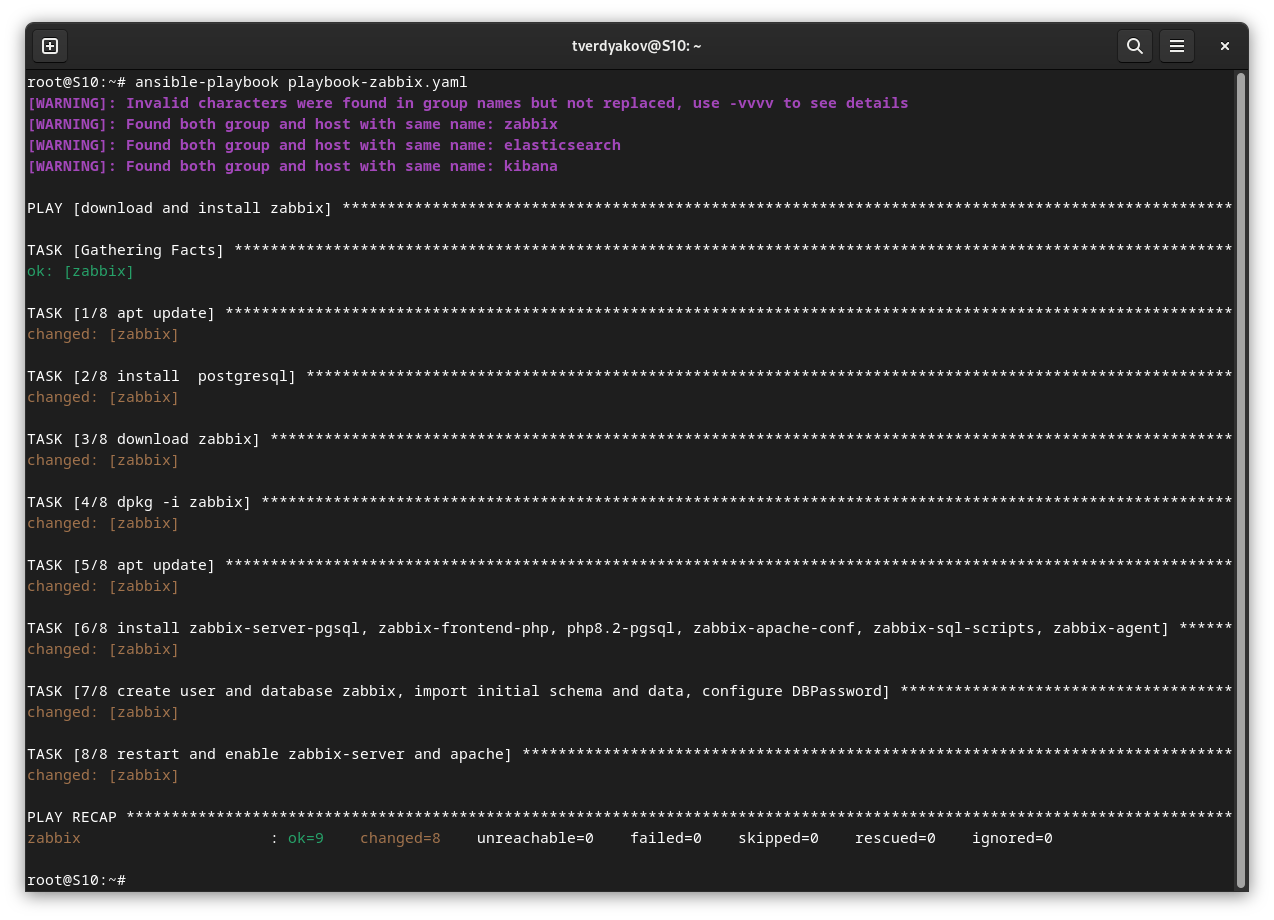 tverdyakov@S10: ~
root@S10:~# ansible-playbook playbook-zabbix.yaml
[WARNING]: Invalid characters were found in group names but not replaced, use -vvvv to see details
[WARNING]: Found both group and host with same name: zabbix
[WARNING]: Found both group and host with same name: elasticsearch
[WARNING]: Found both group and host with same name: kibana
PLAY [download and install zabbix] ***************************************************************************************************
TASK [Gathering Facts] ***************************************************************************************************************
ok: [zabbix]
TASK [1/8 apt update] ****************************************************************************************************************
changed: [zabbix]
TASK [2/8 install  postgresql] *******************************************************************************************************
changed: [zabbix]
TASK [3/8 download zabbix] ***********************************************************************************************************
changed: [zabbix]
TASK [4/8 dpkg -i zabbix] ************************************************************************************************************
changed: [zabbix]
TASK [5/8 apt update] ****************************************************************************************************************
changed: [zabbix]
TASK [6/8 install zabbix-server-pgsql, zabbix-frontend-php, php8.2-pgsql, zabbix-apache-conf, zabbix-sql-scripts, zabbix-agent] ******
changed: [zabbix]
TASK [7/8 create user and database zabbix, import initial schema and data, configure DBPassword] *************************************
changed: [zabbix]
TASK [8/8 restart and enable zabbix-server and apache] *******************************************************************************
changed: [zabbix]
PLAY RECAP ***************************************************************************************************************************
zabbix                     : ok=9    changed=8    unreachable=0    failed=0    skipped=0    rescued=0    ignored=0
root@S10:~#